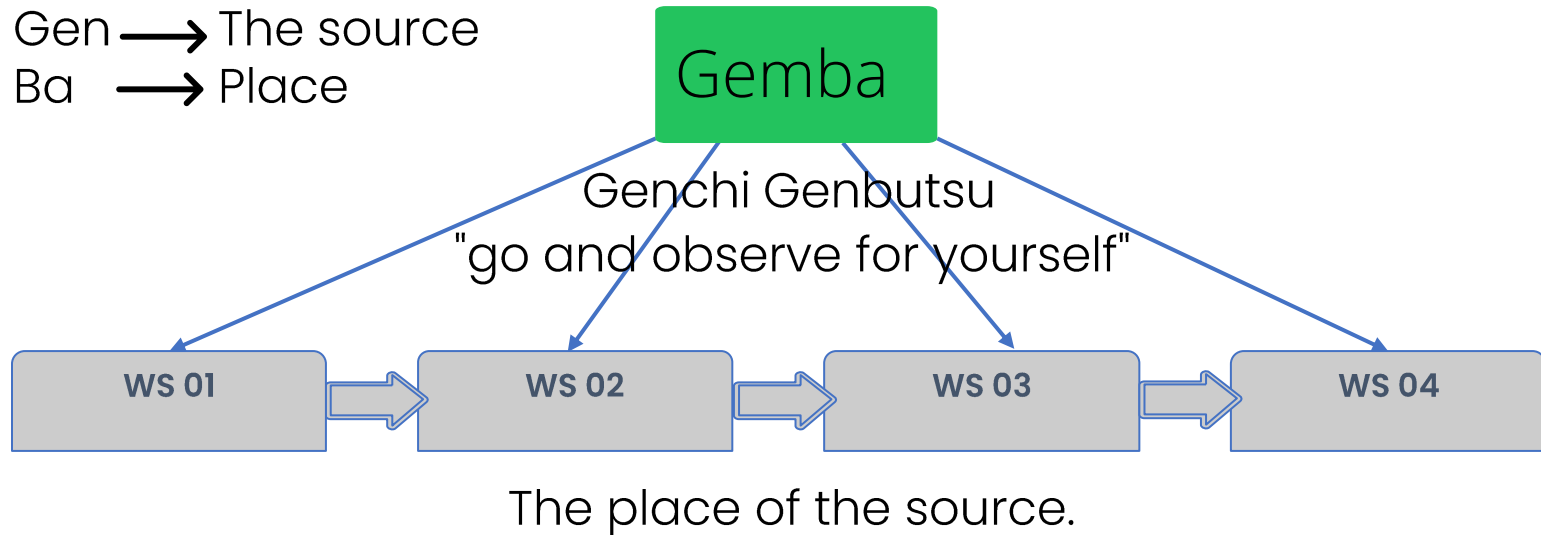 Gen The source
Ba Place
Gemba
Genchi Genbutsu
"go and observe for yourself"
WS 01
WS 02
WS 03
WS 04
The place of the source.